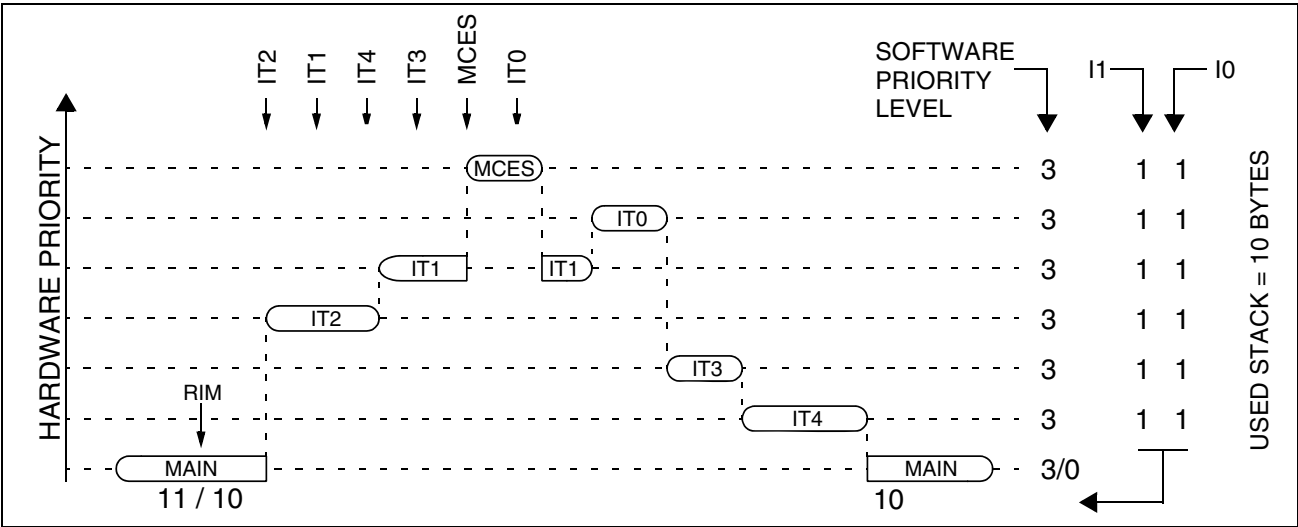 IT2
IT1
IT4
IT3
MCES
IT0
SOFTWARE
PRIORITY
LEVEL
I1
I0
HARDWARE PRIORITY
MCES
3
1 1
IT0
3
1 1
IT1
IT1
3
1 1
IT2
3
1 1
IT3
3
1 1
RIM
IT4
3
1 1
MAIN
MAIN
3/0
11 / 10
10
USED STACK = 10 BYTES